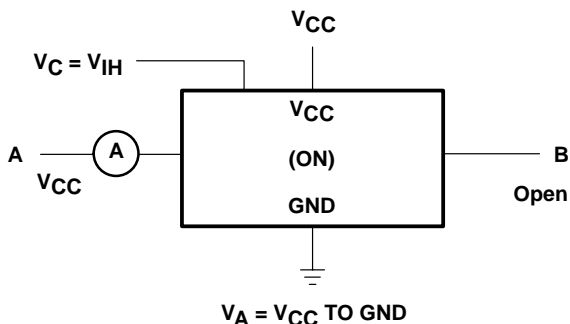 VCC
VC = VIH
VCC
A
A
(ON)
B
VCC
GND
Open
VA = VCC TO GND